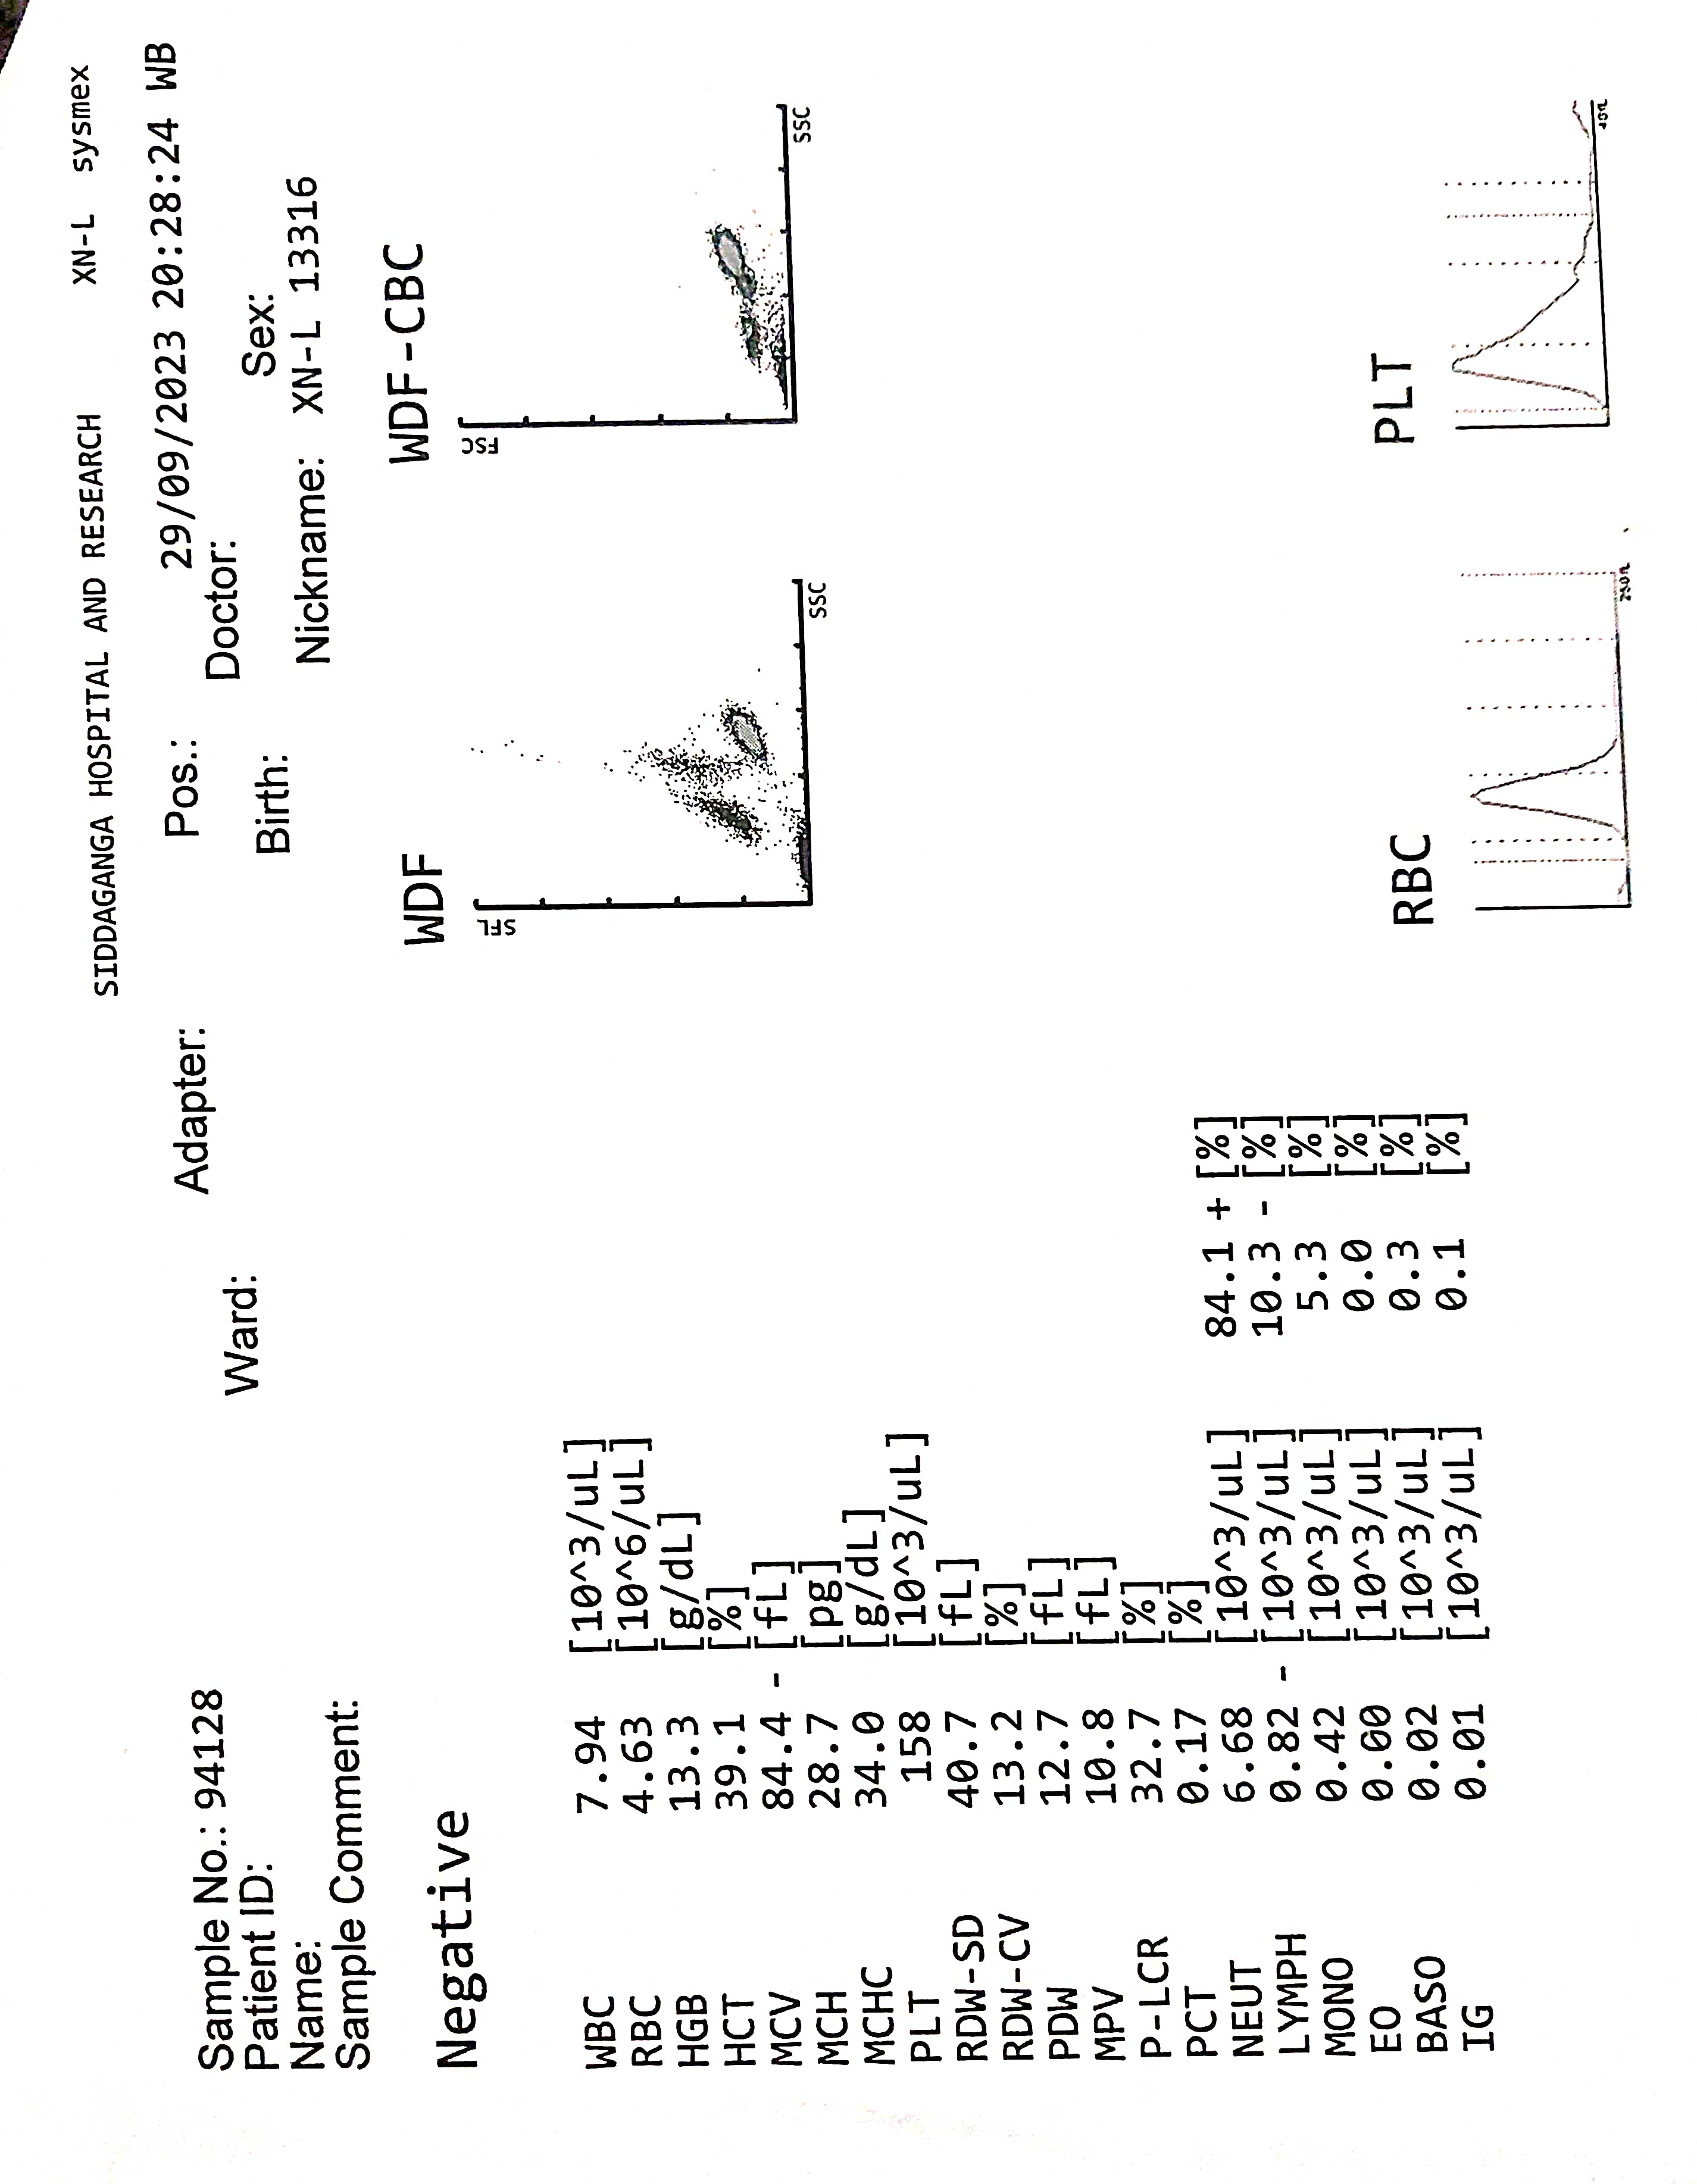 SIDDAGANGA HOSPITAL AND RESEARCH XN-L sysmex
Sample No.: 94128 Adapter: Pos.: 29/09/2023 20:28:24 WB
Patient ID: Ward: Doctor:
Name: Birth: Sex:
Sample Comment: Nickname: XN-L 13316
Negative
WDF WDF-CBC
SFL FSC
SSC SSC
WBC 7.94 [10^3/uL]
RBC 4.63 [10^6/uL]
HGB 13.3 [g/dL]
HCT 39.1 [%]
MCV 84.4 - [fL]
MCH 28.7 [pg]
MCHC 34.0 [g/dL]
PLT 158 [10^3/uL]
RDW-SD 40.7 [fL]
RDW-CV 13.2 [%]
PDW 12.7 [fL]
MPV 10.8 [fL]
P-LCR 32.7 [%]
PCT 0.17 [%]
NEUT 6.68 [10^3/uL] 84.1 + [%]
LYMPH 0.82 - [10^3/uL] 10.3 - [%]
MONO 0.42 [10^3/uL] 5.3 [%]
EO 0.00 [10^3/uL] 0.0 [%]
BASO 0.02 [10^3/uL] 0.3 [%]
IG 0.01 [10^3/uL] 0.1 [%]
RBC PLT